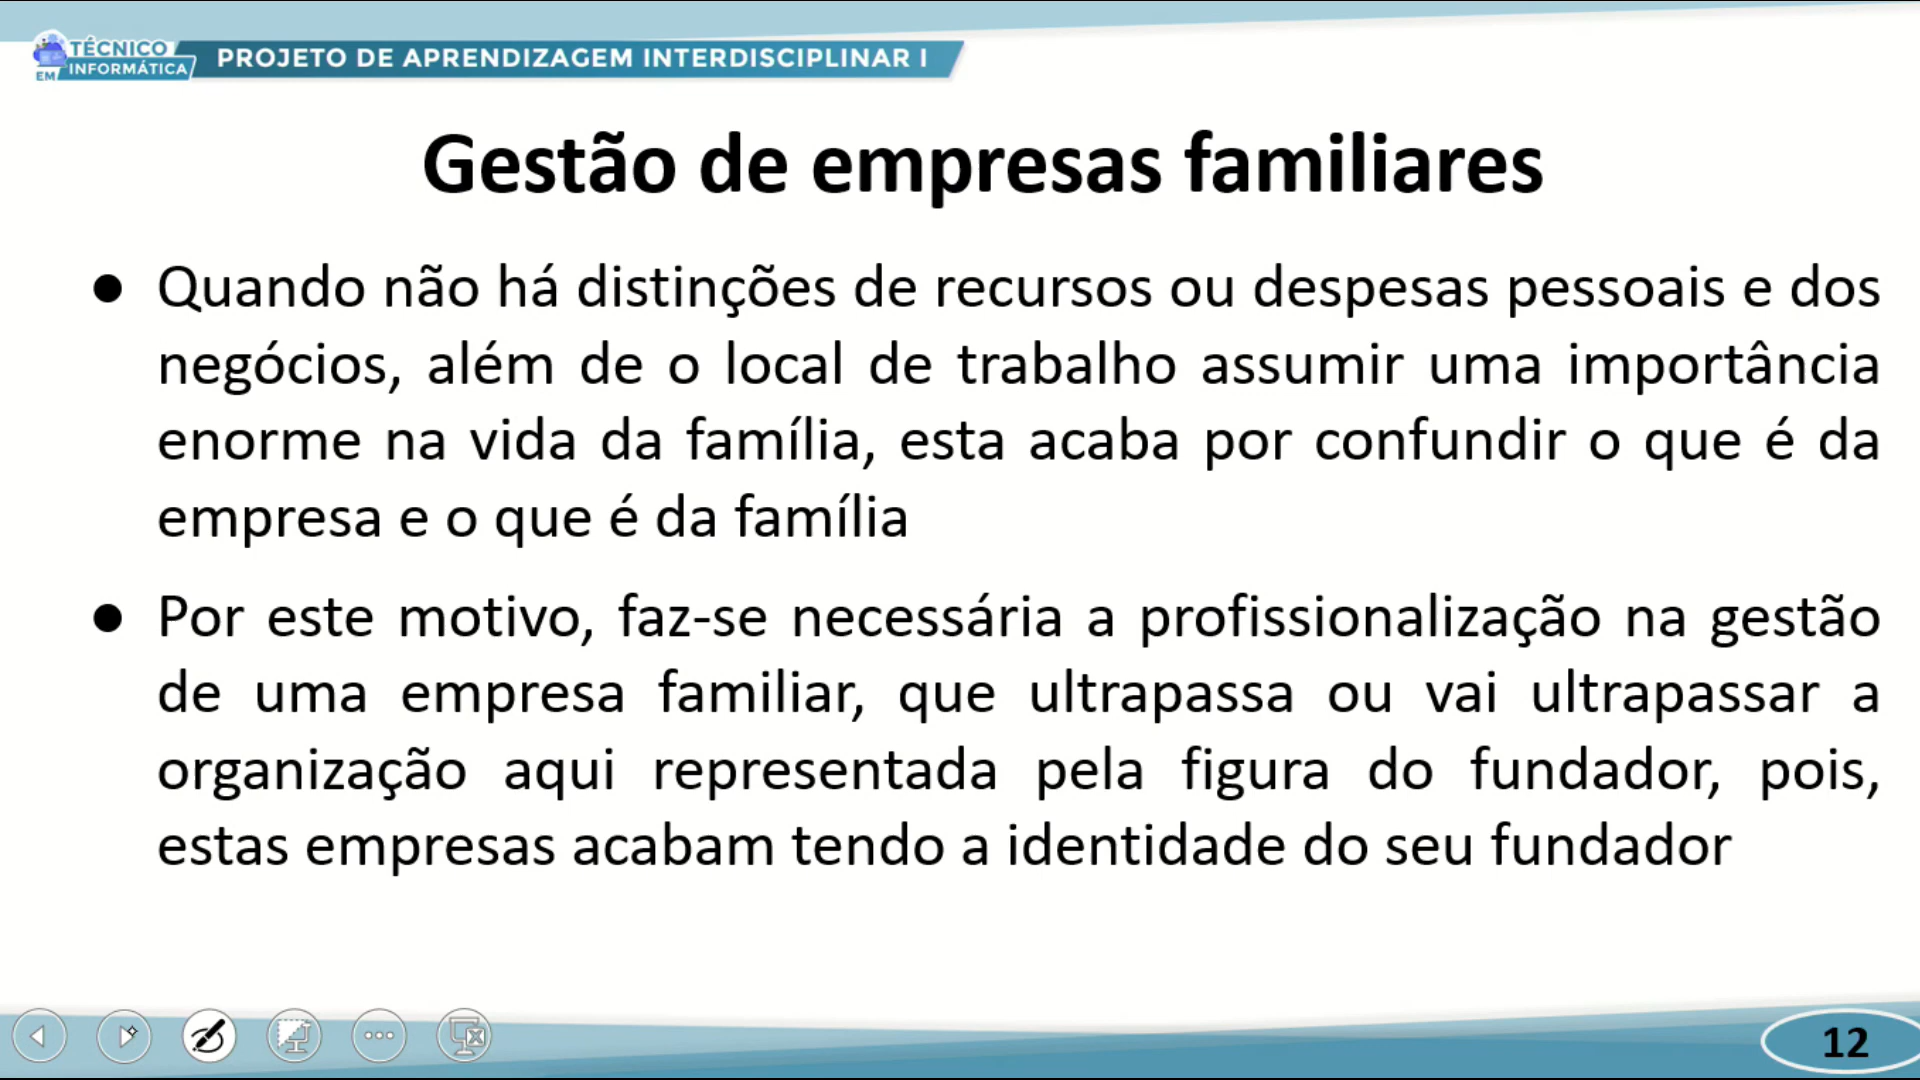 TÉCNICO
EM INFORMÁTICA
PROJETO DE APRENDIZAGEM INTERDISCIPLINAR I
Gestão de empresas familiares
● Quando não há distinções de recursos ou despesas pessoais e dos
negócios, além de o local de trabalho assumir uma importância
enorme na vida da família, esta acaba por confundir o que é da
empresa e o que é da família
● Por este motivo, faz-se necessária a profissionalização na gestão
de uma empresa familiar, que ultrapassa ou vai ultrapassar a
organização aqui representada pela figura do fundador, pois,
estas empresas acabam tendo a identidade do seu fundador
12